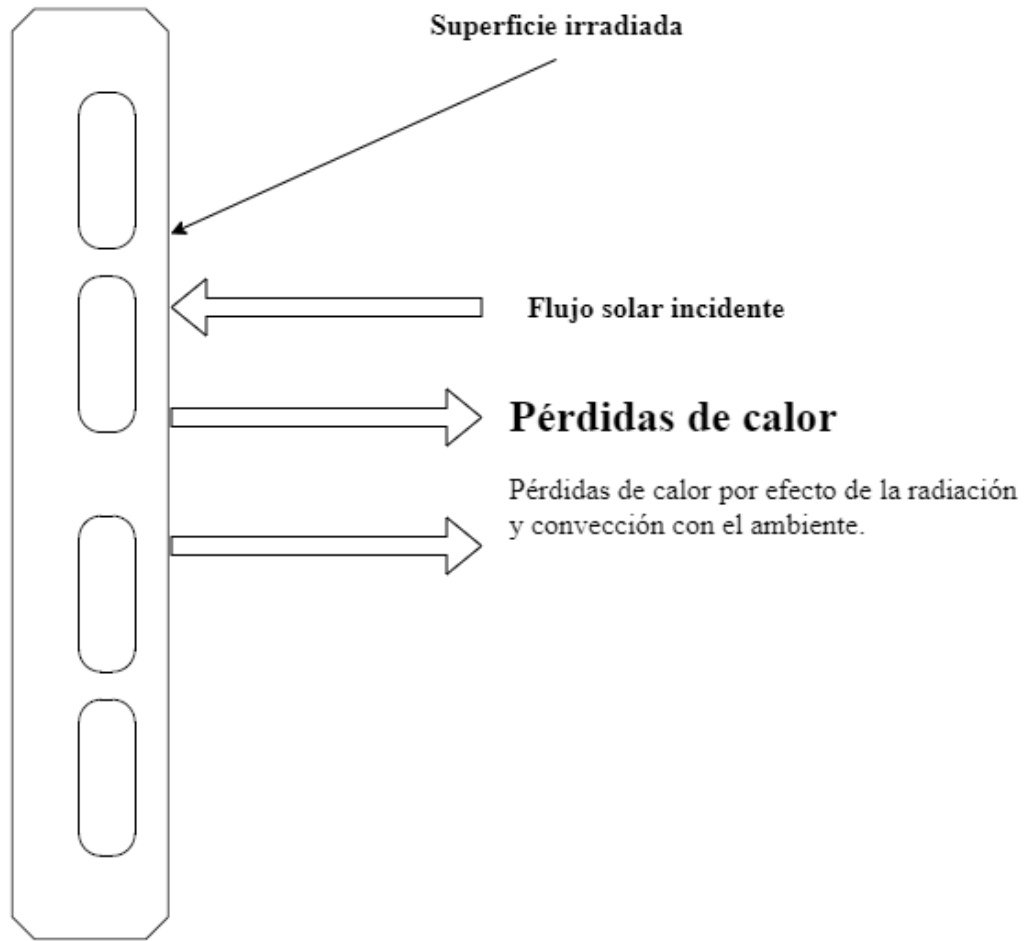 Superficie irradiada
Flujo solar incidente
Pérdidas de calor
Pérdidas de calor por efecto de la radiación
y convección con el ambiente.